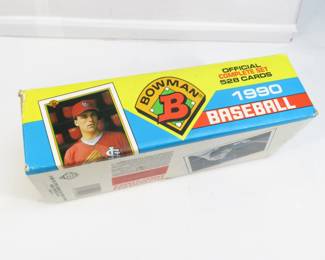 BOWMAN
B
OFFICIAL
COMPLETE SET
528 CARDS
1990
BASEBALL